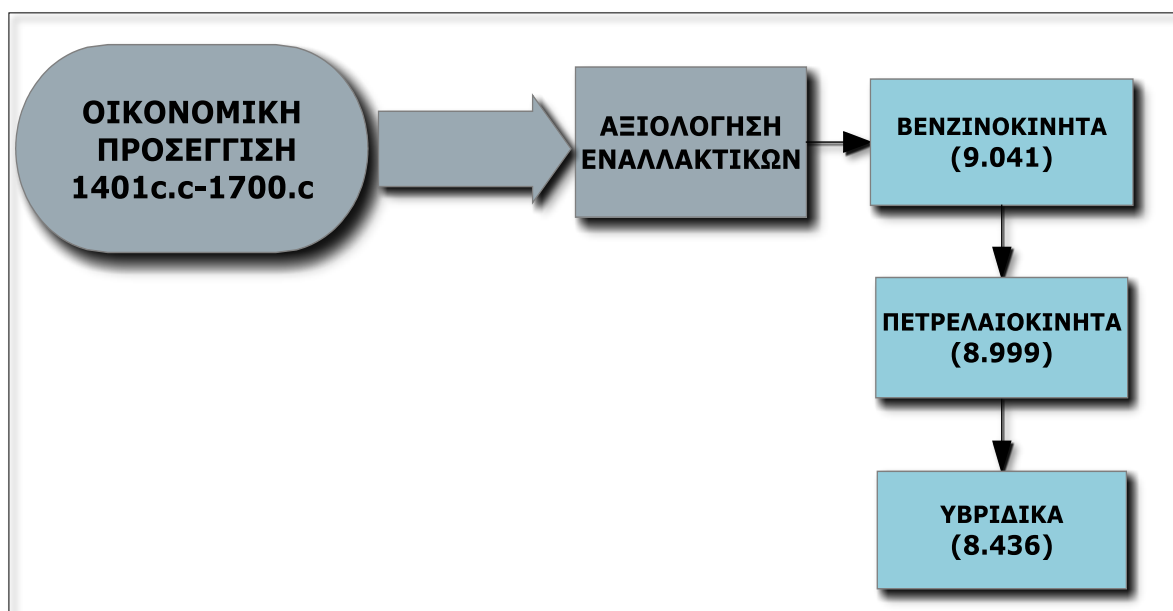 ΟΙΚΟΝΟΜΙΚΗ
ΠΡΟΣΕΓΓΙΣΗ
1401c.c-1700.c
ΑΞΙΟΛΟΓΗΣΗ
ΕΝΑΛΛΑΚΤΙΚΩΝ
ΒΕΝΖΙΝΟΚΙΝΗΤΑ
(9.041)
ΠΕΤΡΕΛΑΙΟΚΙΝΗΤΑ
(8.999)
ΥΒΡΙΔΙΚΑ
(8.436)